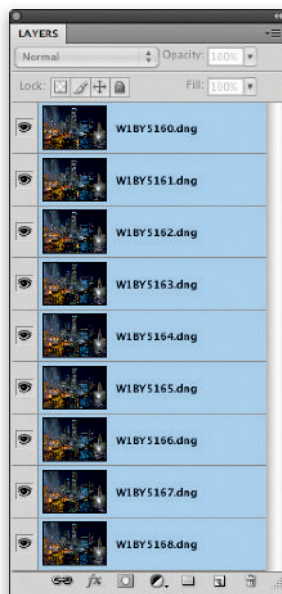 LAYERS
Normal Opacity: 100%
Lock: Fill: 100%
W1BY5160.dng
W1BY5161.dng
W1BY5162.dng
W1BY5163.dng
W1BY5164.dng
W1BY5165.dng
W1BY5166.dng
W1BY5167.dng
W1BY5168.dng
fx